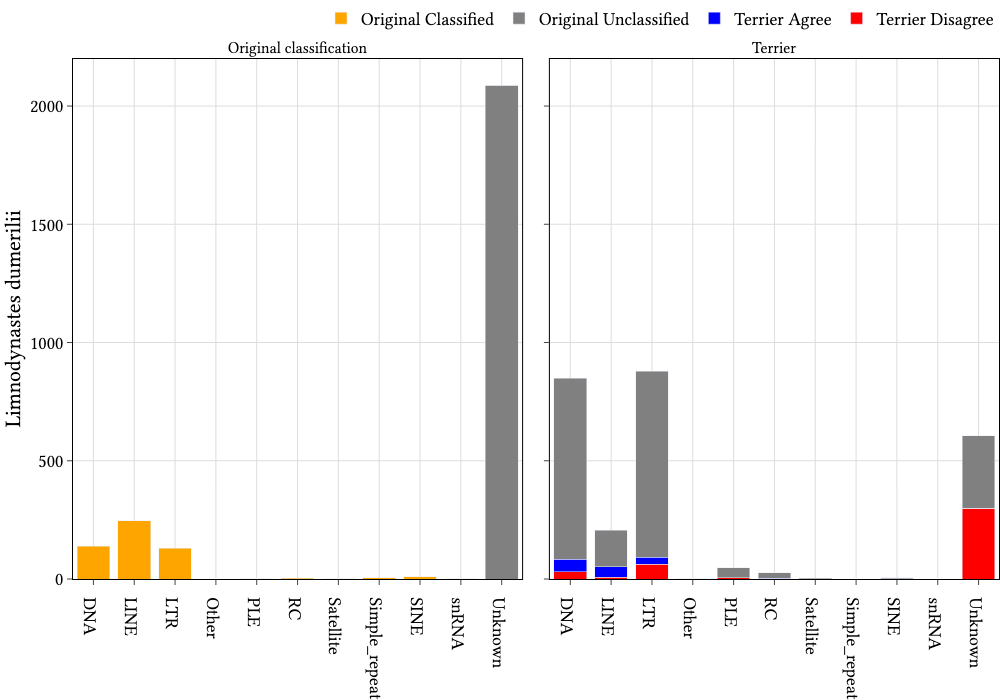 Original Classified Original Unclassified Terrier Agree Terrier Disagree
Original classification
Terrier
Limnodynastes dumerilii
2000
1500
1000
500
0
DNA
LINE
LTR
Other
PLE
RC
Satellite
Simple_repeat
SINE
snRNA
Unknown
DNA
LINE
LTR
Other
PLE
RC
Satellite
Simple_repeat
SINE
snRNA
Unknown